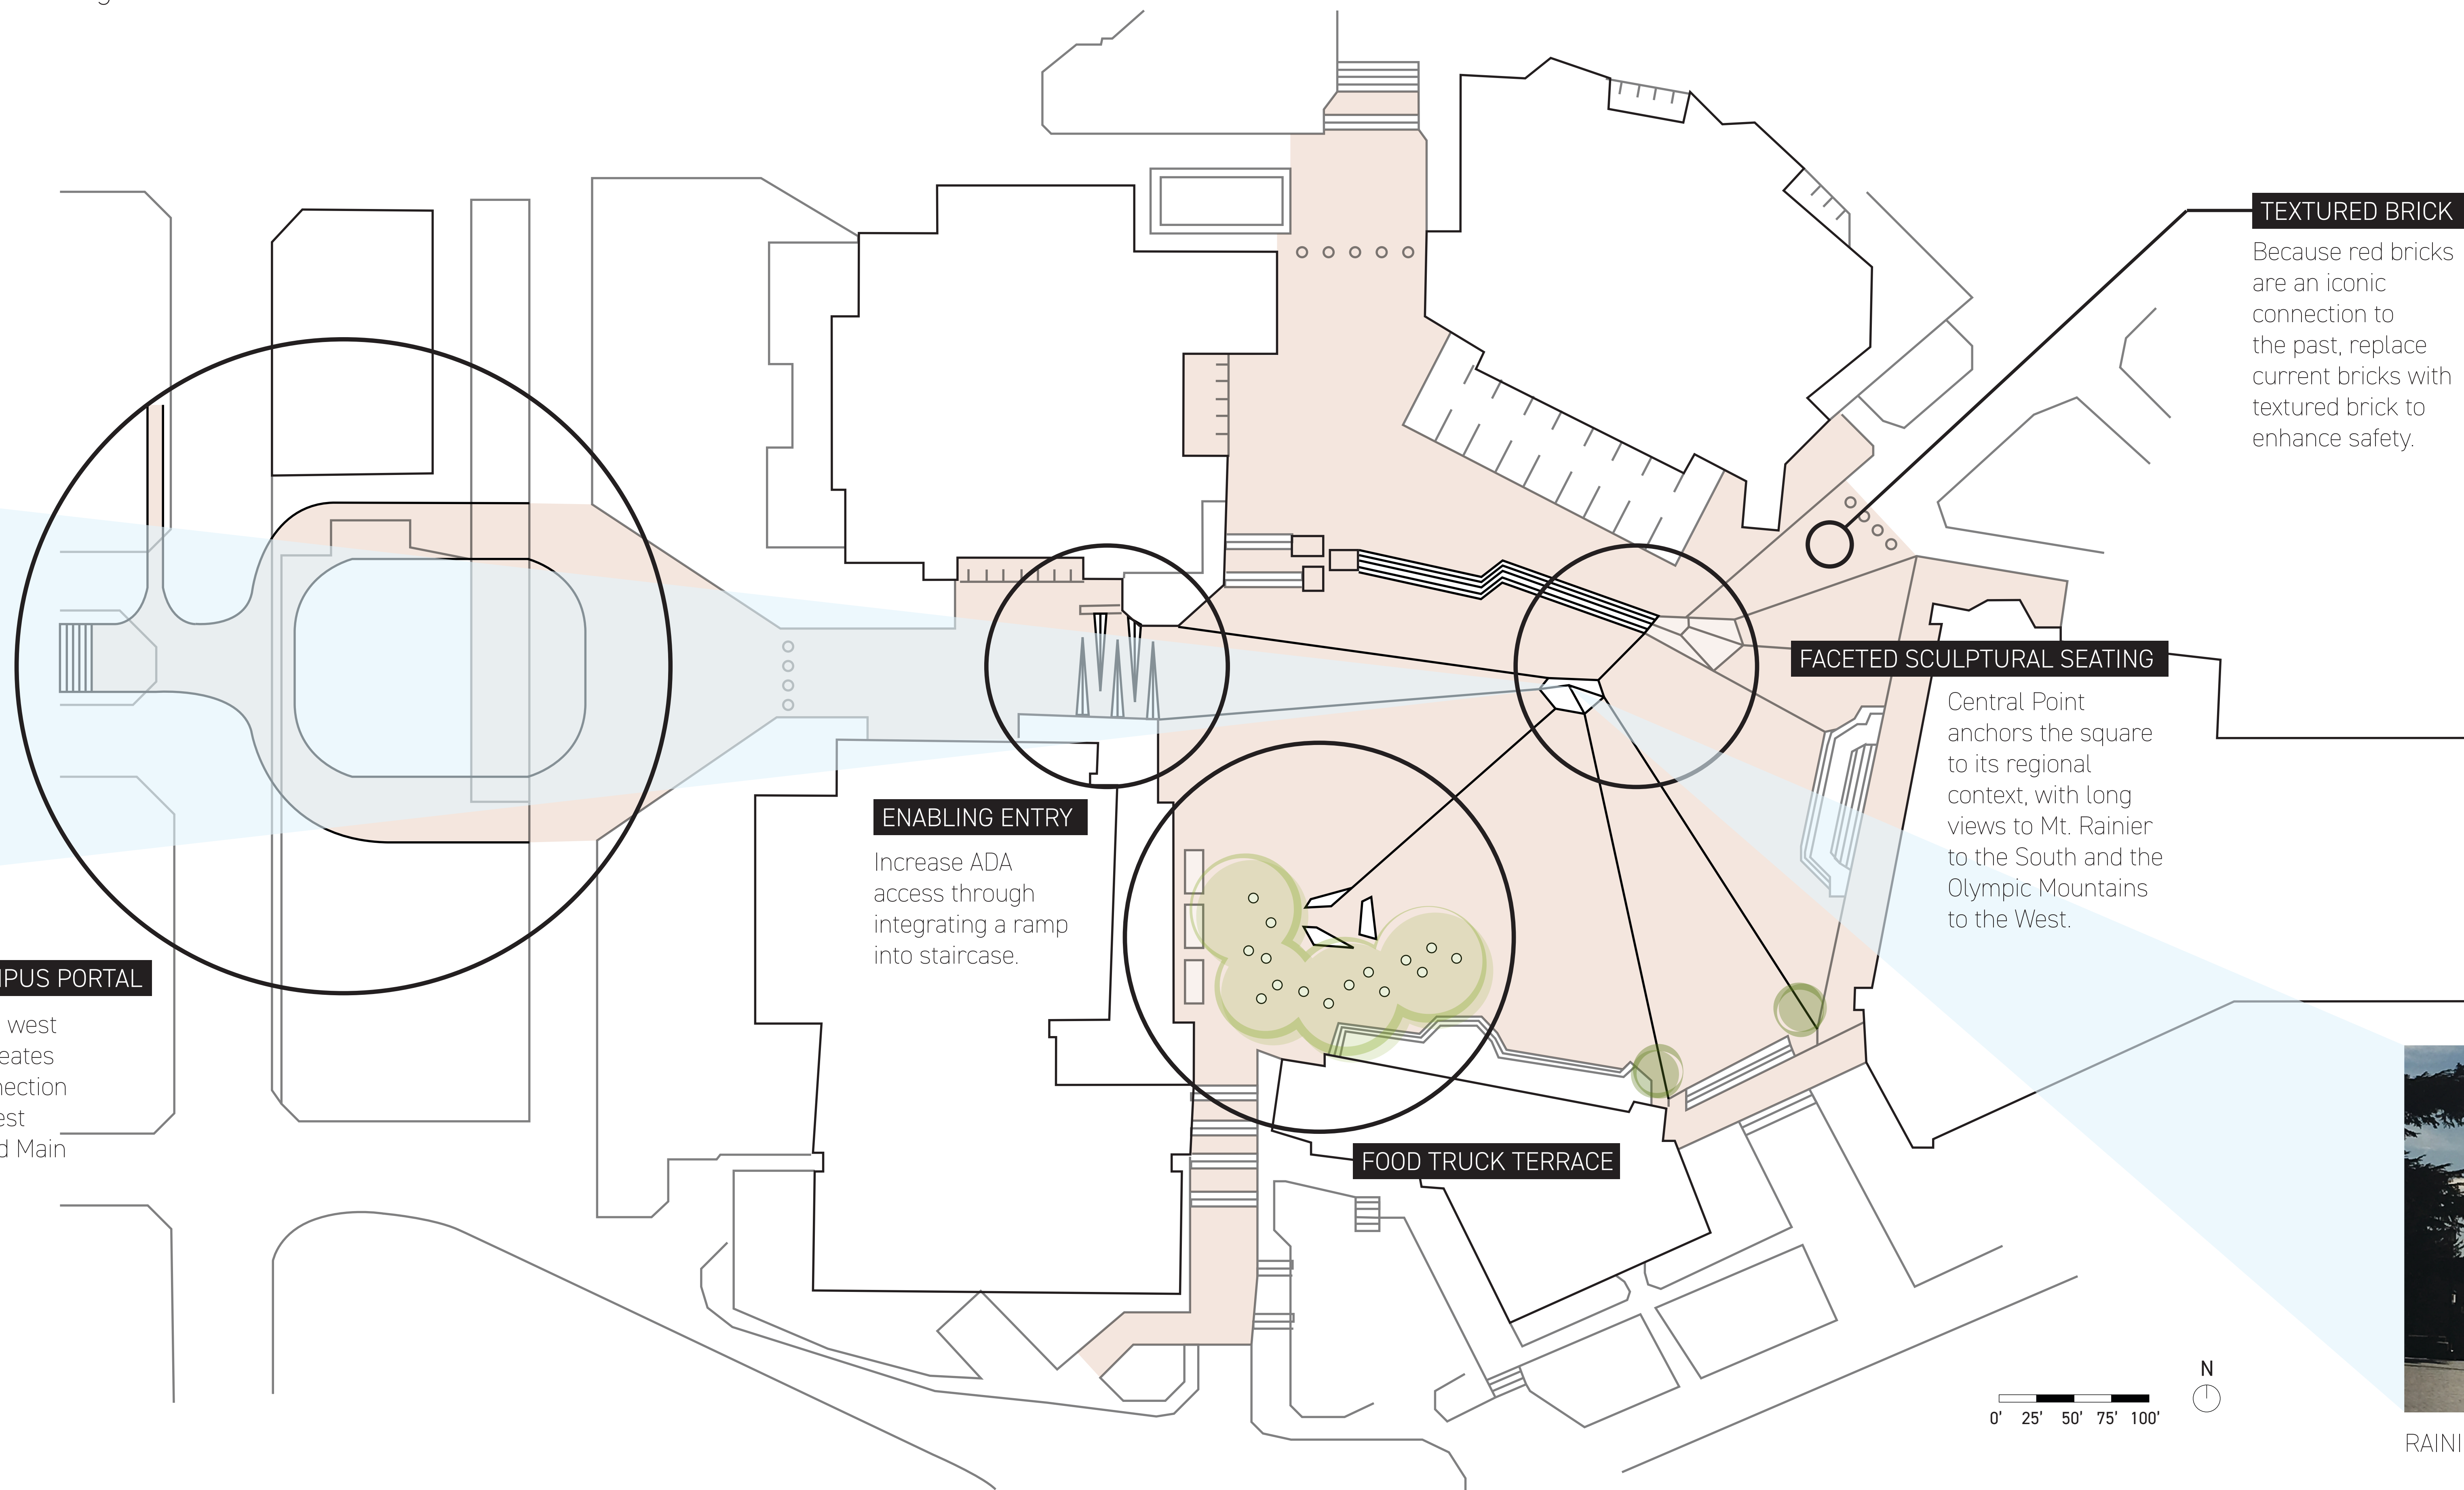 TEXTURED BRICK
Because red bricks
are an iconic
connection to
the past, replace
current bricks with
textured brick to
enhance safety.
FACETED SCULPTURAL SEATING
Central Point
anchors the square
to its regional
context, with long
views to Mt. Rainier
to the South and the
Olympic Mountains
to the West.
ENABLING ENTRY
Increase ADA
access through
integrating a ramp
into staircase.
PUS PORTAL
west
eates
nection
est
d Main
FOOD TRUCK TERRACE
N
0' 25' 50' 75' 100'
RAINI